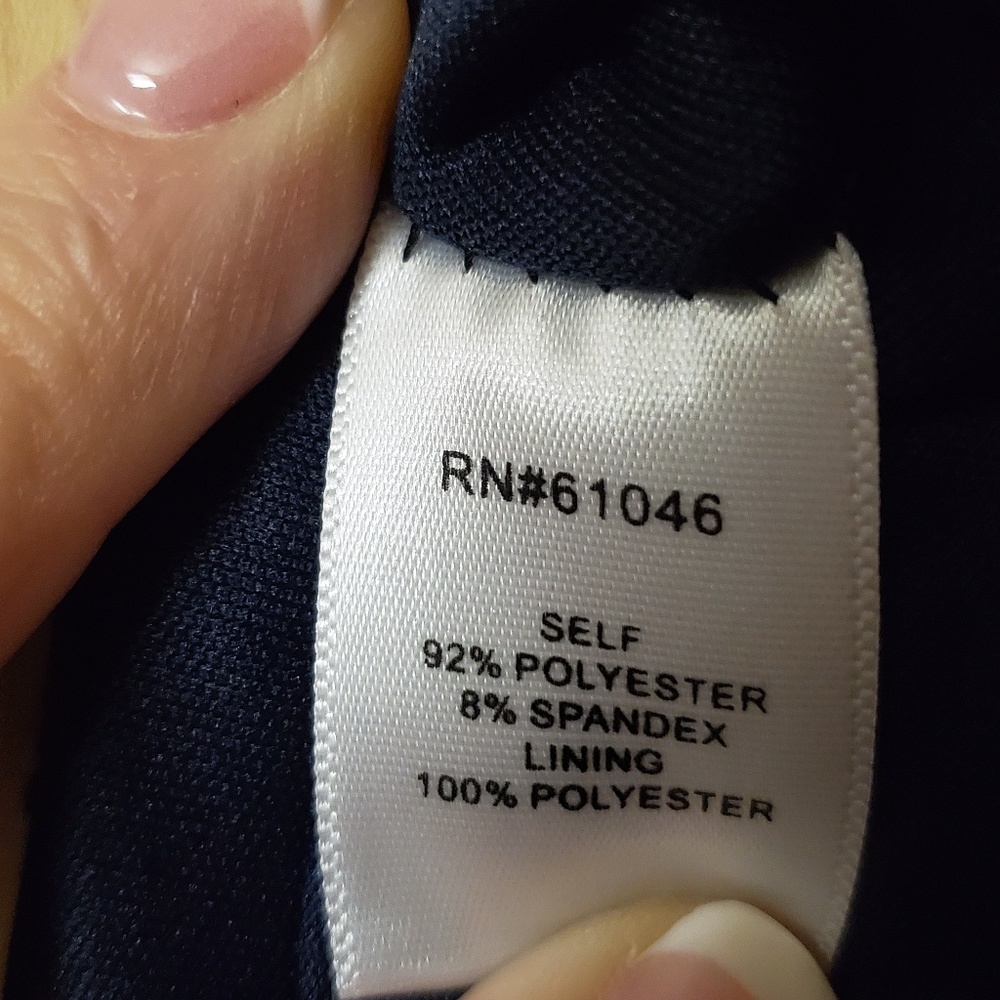 RN#61046
SELF
92% POLYESTER
8% SPANDEX
LINING
100% POLYESTER